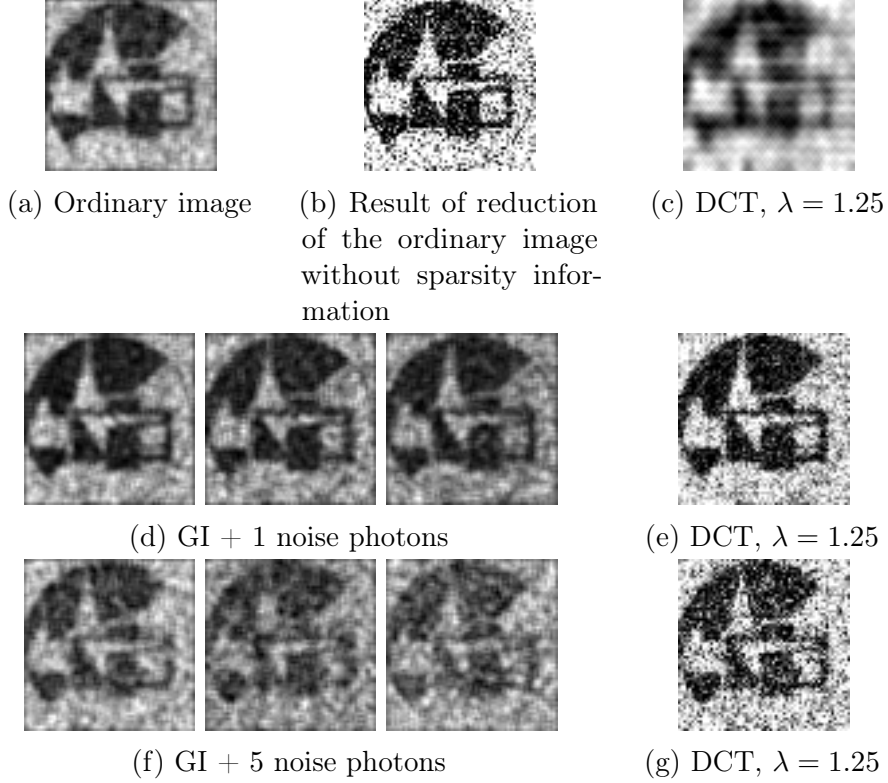 (a) Ordinary image
(b) Result of reduction
of the ordinary image
without sparsity infor-
mation
(c) DCT, λ = 1.25
(d) GI + 1 noise photons
(e) DCT, λ = 1.25
(f) GI + 5 noise photons
(g) DCT, λ = 1.25